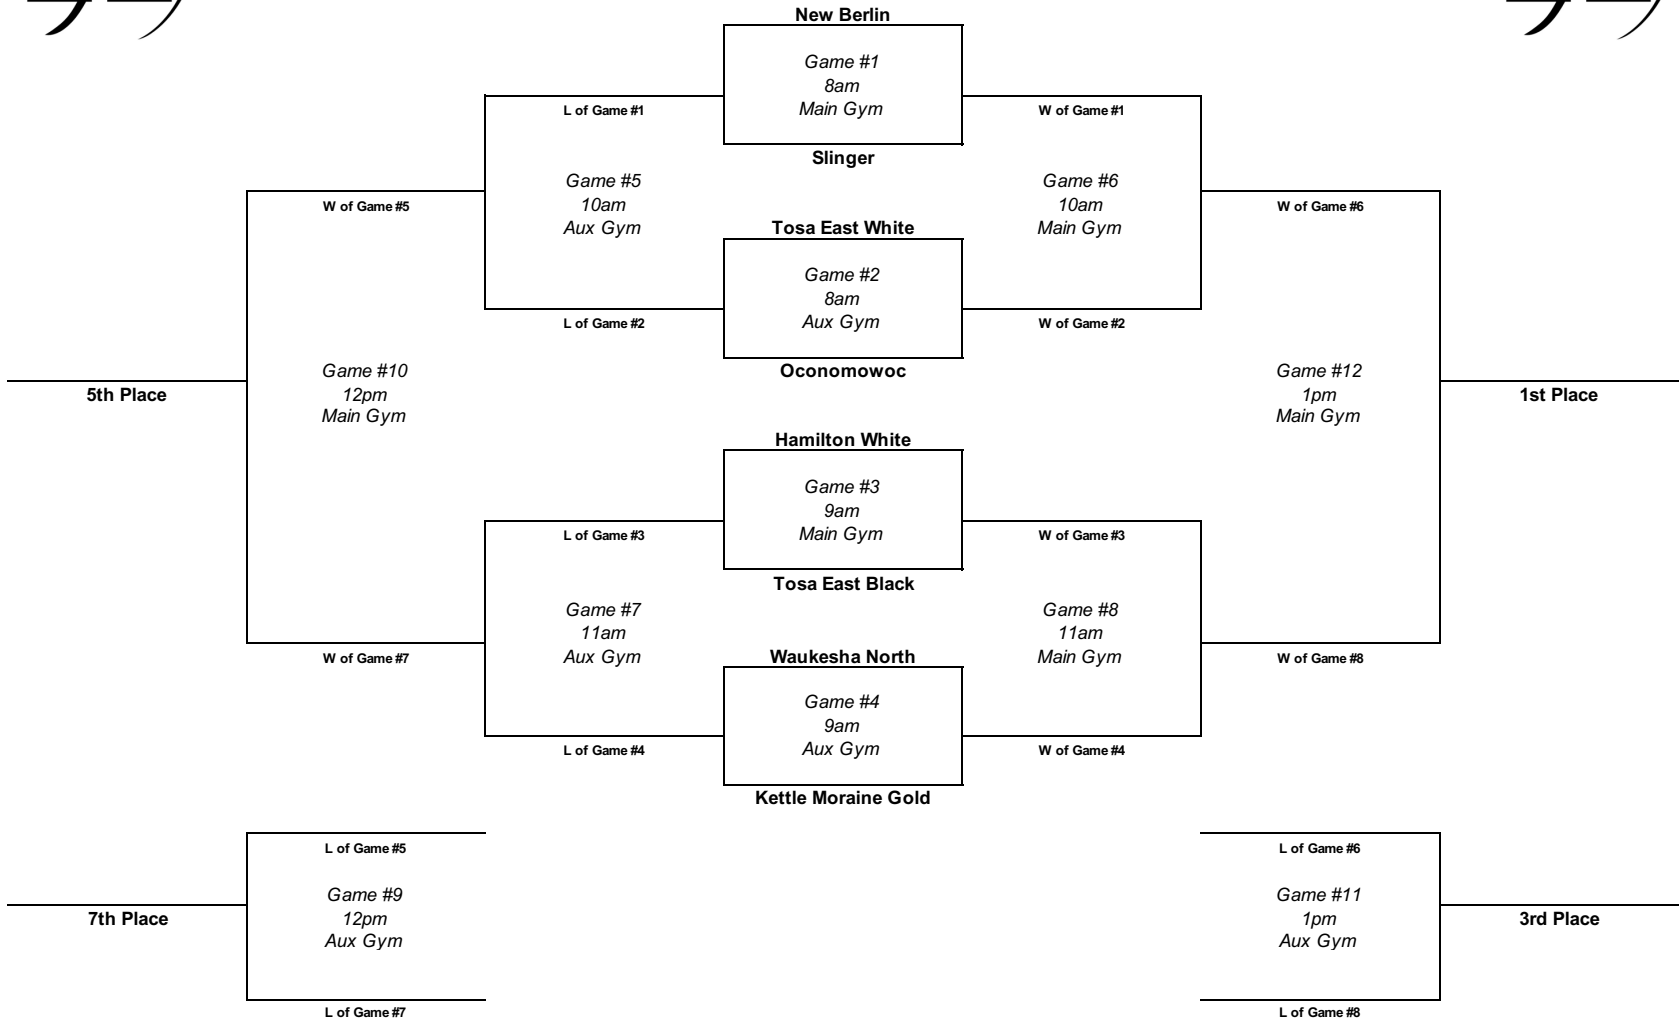 New Berlin
Game #1
8am
Main Gym
L of Game #1
W of Game #1
Slinger
Game #5
10am
Aux Gym
Game #6
10am
Main Gym
W of Game #5
W of Game #6
Tosa East White
Game #2
8am
Aux Gym
L of Game #2
W of Game #2
Oconomowoc
Game #10
12pm
Main Gym
5th Place
Game #12
1pm
Main Gym
1st Place
Hamilton White
Game #3
9am
Main Gym
L of Game #3
W of Game #3
Tosa East Black
Game #7
11am
Aux Gym
Game #8
11am
Main Gym
W of Game #7
W of Game #8
Waukesha North
Game #4
9am
Aux Gym
L of Game #4
W of Game #4
Kettle Moraine Gold
L of Game #5
Game #9
12pm
Aux Gym
7th Place
L of Game #7
L of Game #6
Game #11
1pm
Aux Gym
3rd Place
L of Game #8